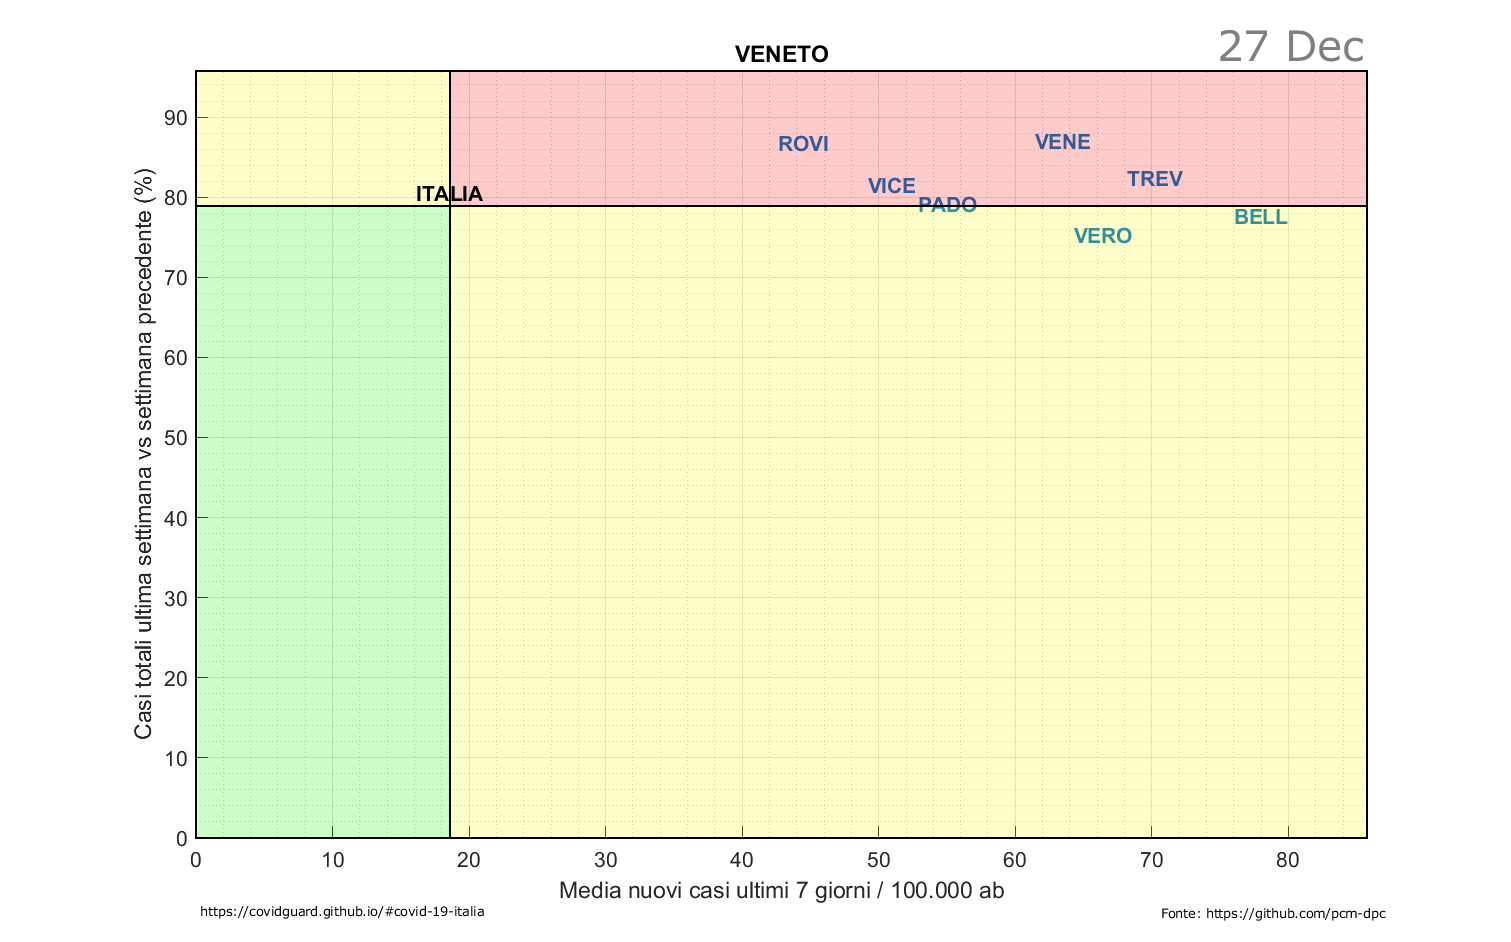 VENETO
27 Dec
Casi totali ultima settimana vs settimana precedente (%)
90
80
70
60
50
40
30
20
10
0
ROVI
VENE
VICE
TREV
ITALIA
PADO
BELL
VERO
0 10 20 30 40 50 60 70 80
Media nuovi casi ultimi 7 giorni / 100.000 ab
https://covidguard.github.io/#covid-19-italia
Fonte: https://github.com/pcm-dpc